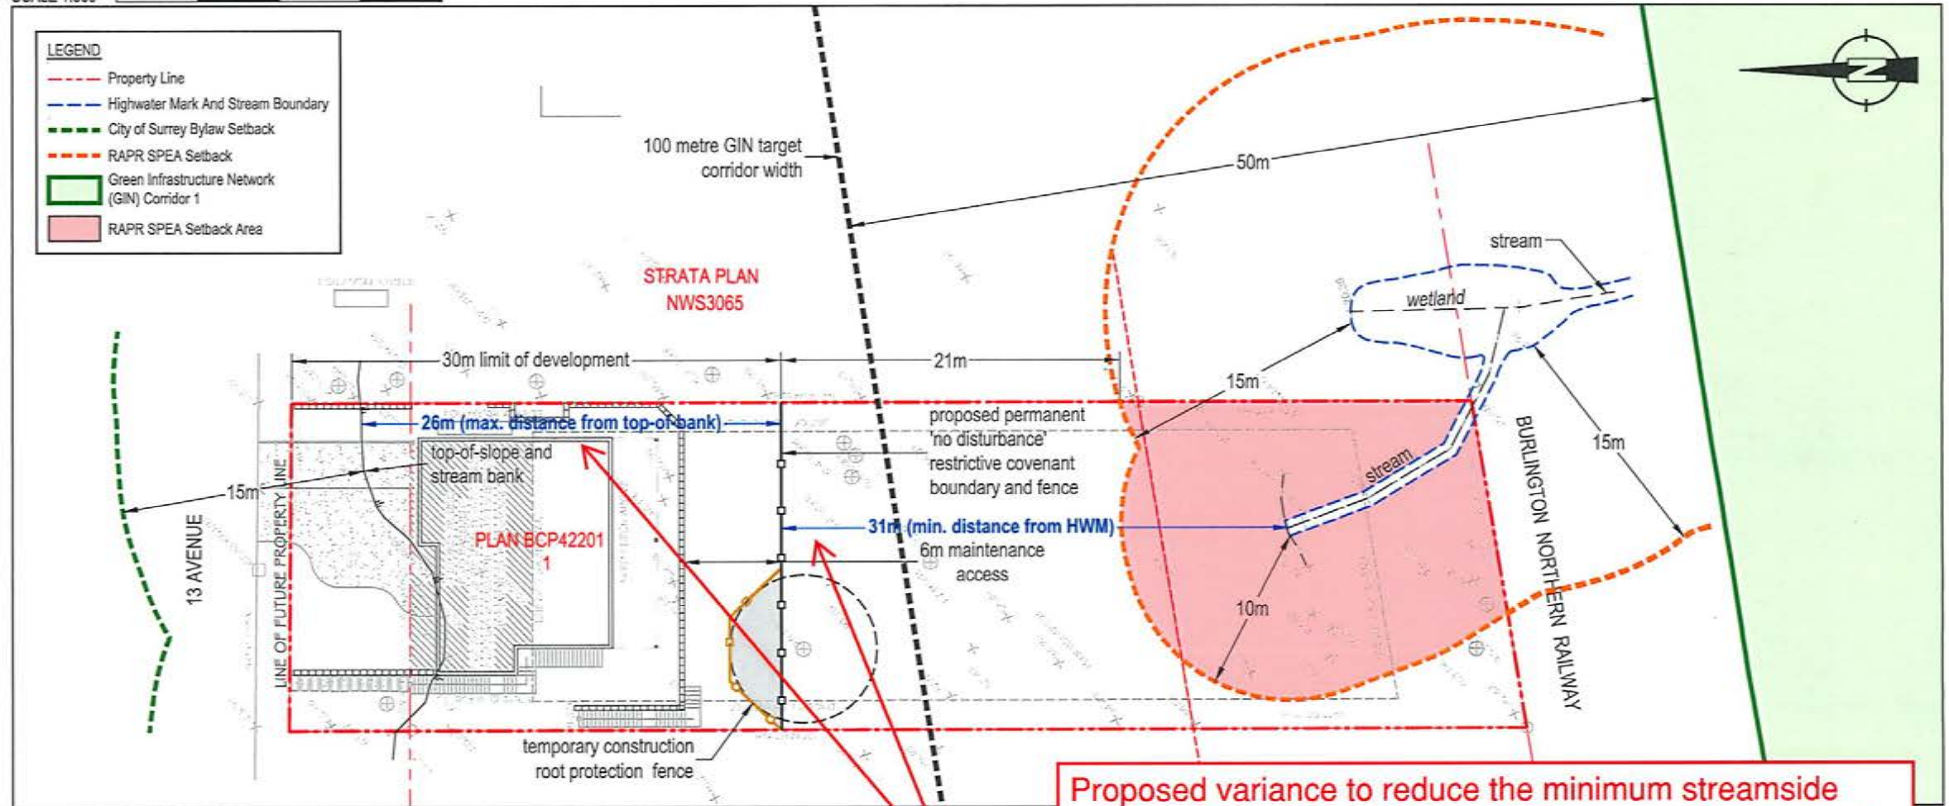 LEGEND
Property Line
Highwater Mark And Stream Boundary
City of Surrey Bylaw Setback
RAPR SPEA Setback
Green Infrastructure Network
(GIN) Corridor 1
RAPR SPEA Setback Area
100 metre GIN target
corridor width
50m
N
STRATA PLAN
NWS3065
stream
wetland
30m limit of development
21m
15m
26m (max. distance from top-of-bank)
top-of-slope and
stream bank
proposed permanent
'no disturbance'
restrictive covenant
boundary and fence
stream
15m
15m
13 AVENUE
LINE OF FUTURE PROPERTY LINE
PLAN BCP42201
1
31m (min. distance from HWM)
6m maintenance
access
10m
BURLINGTON NORTHERN RAILWAY
temporary construction
root protection fence
Proposed variance to reduce the minimum streamside